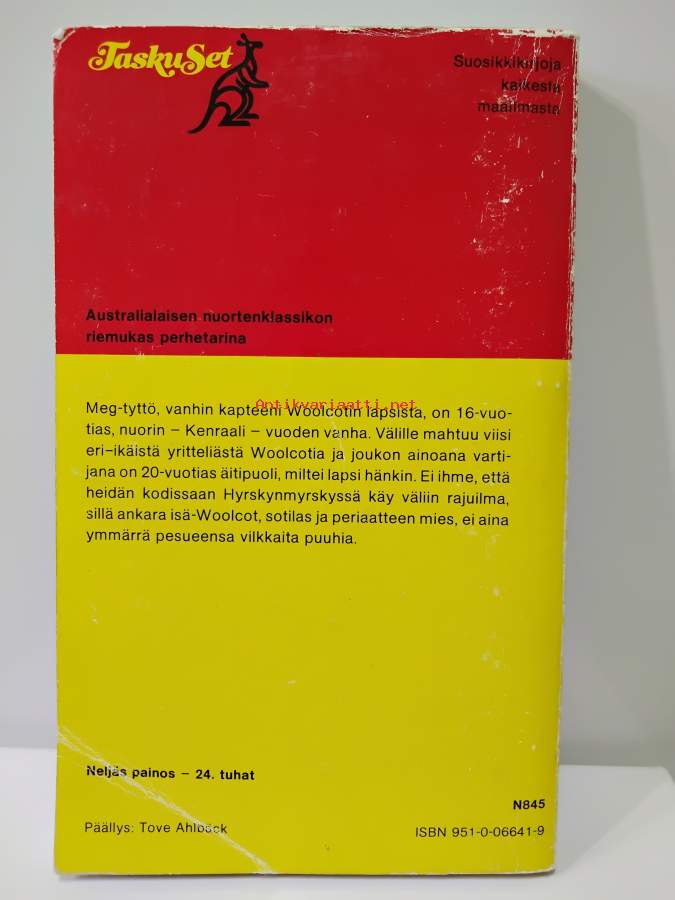 TaskuSet
Suosikkikirjoja
kaikesta
maailmasta
Australialaisen nuortenklassikon
riemukas perhetarina
Antikvariaatti.net
Meg-tyttö, vanhin kapteeni Woolcotin lapsista, on 16-vuo-
tias, nuorin – Kenraali – vuoden vanha. Välille mahtuu viisi
eri-ikäistä yritteliästä Woolcotia ja joukon ainoana varti-
jana on 20-vuotias äitipuoli, miltei lapsi hänkin. Ei ihme, että
heidän kodissaan Hyrskynmyrskyssä käy väliin rajuilma,
sillä ankara isä-Woolcot, sotilas ja periaatteen mies, ei aina
ymmärrä pesueensa vilkkaita puuhia.
Neljäs painos – 24. tuhat
N845
Päällys: Tove Ahlbäck
ISBN 951-0-06641-9